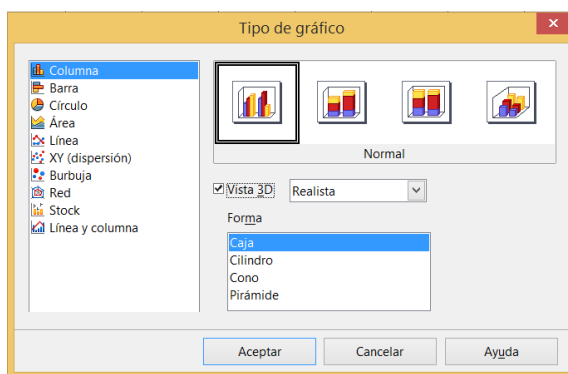 Tipo de gráfico
x
Columna
Barra
Círculo
Área
Línea
XY (dispersión)
Burbuja
Red
Stock
Línea y columna
Normal
Vista 3D
Realista
Forma
Caja
Cilindro
Cono
Pirámide
Aceptar
Cancelar
Ayuda